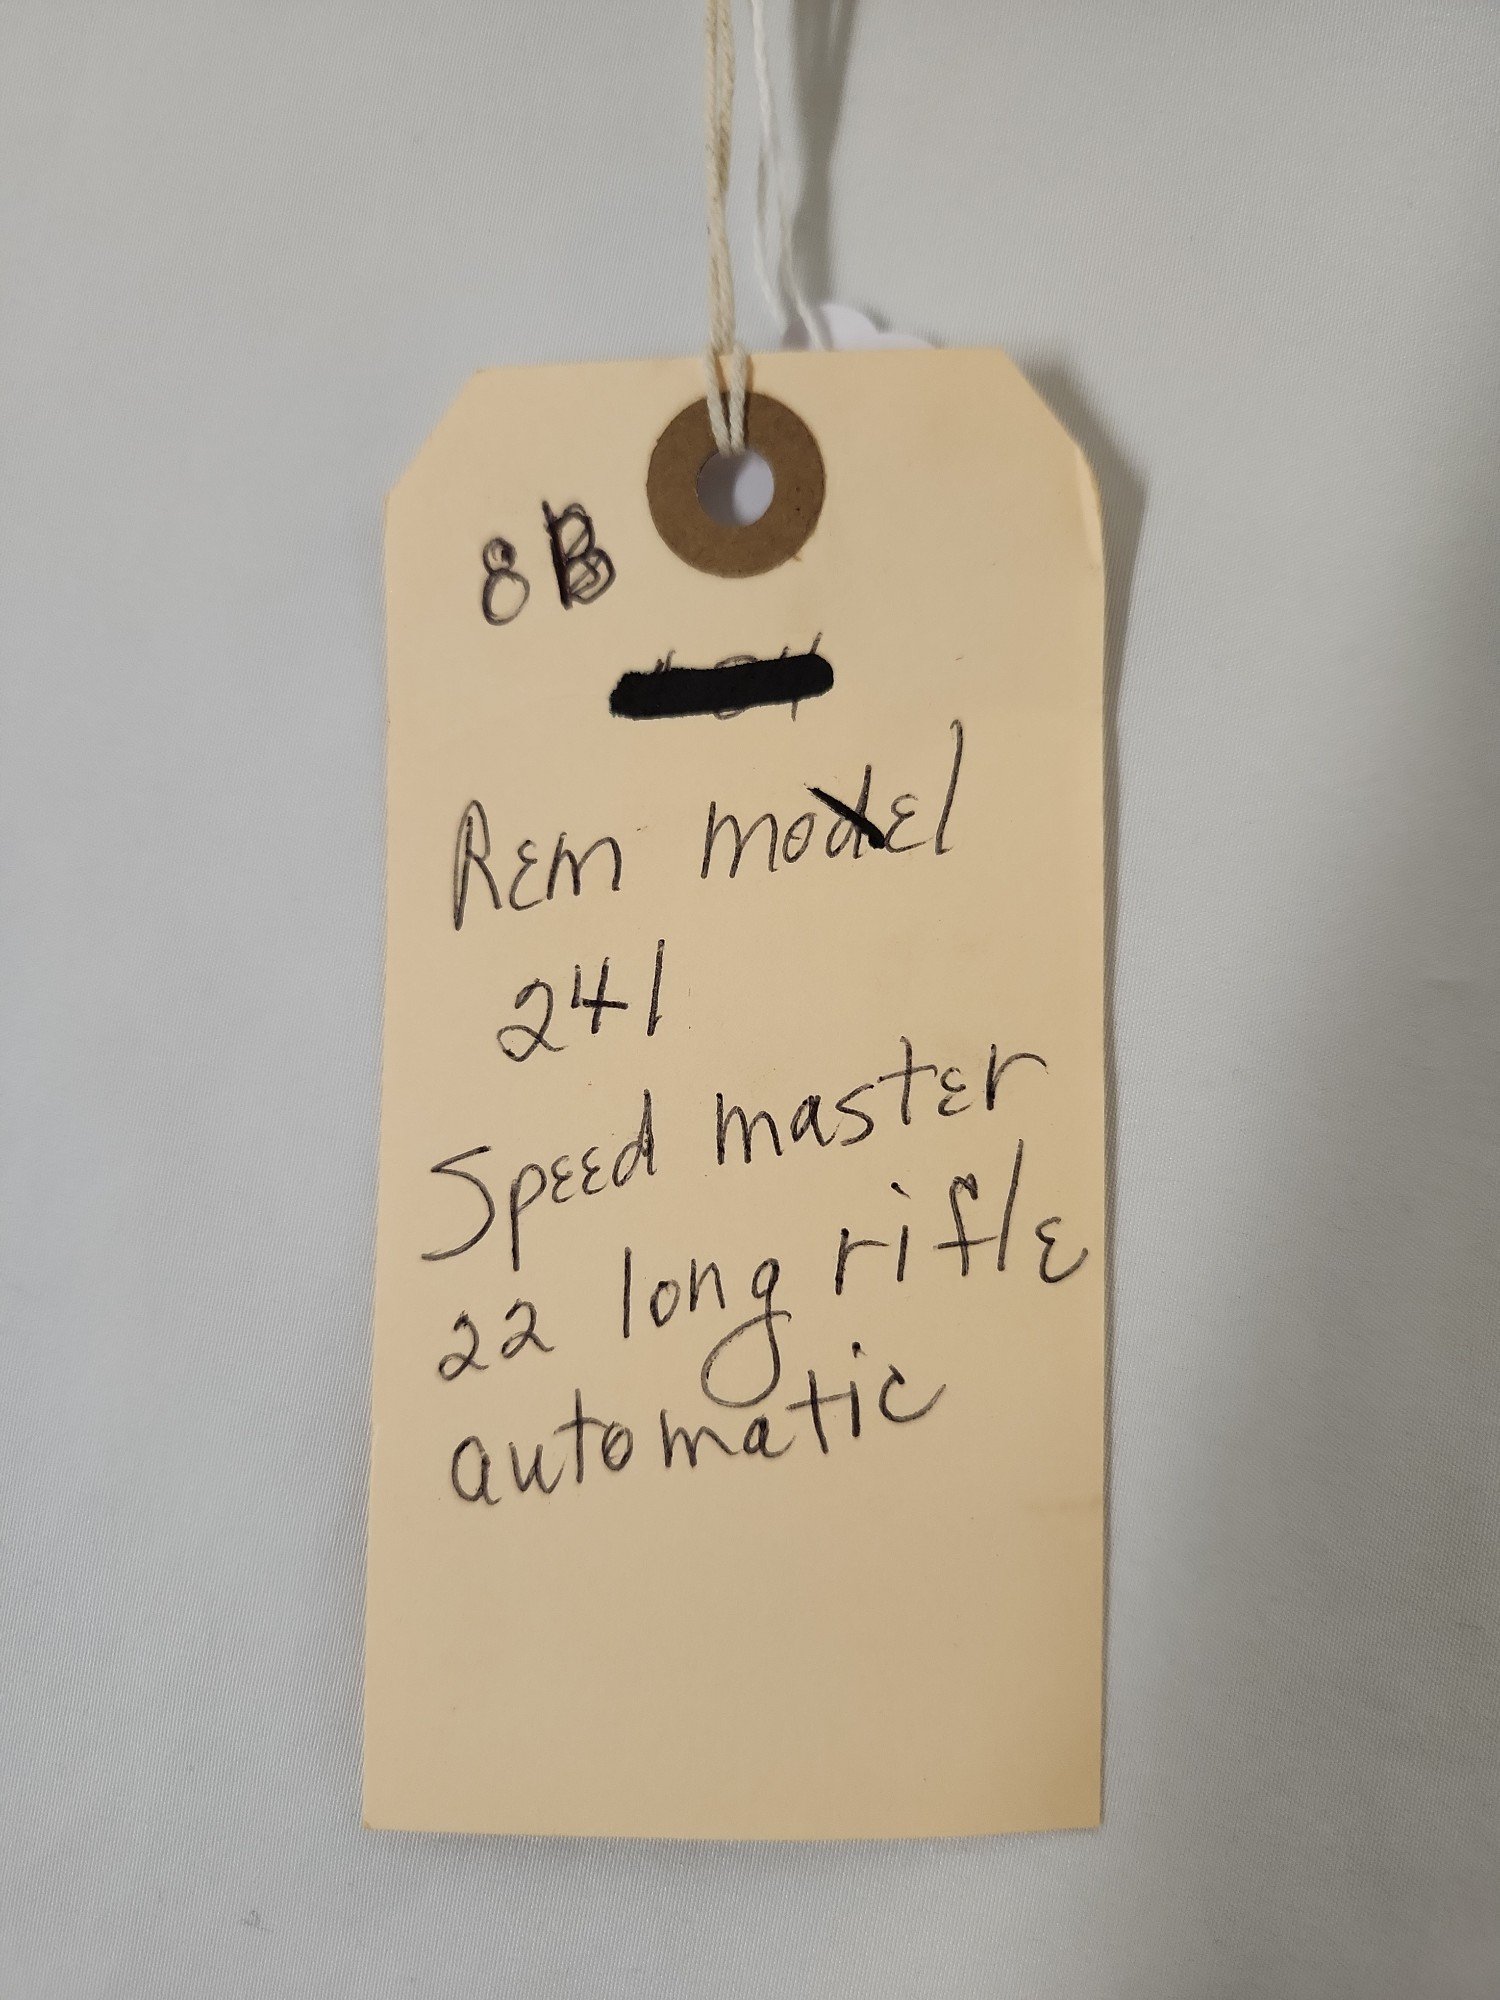 8B
Rem model
241
Speed master
22 long rifle
automatic